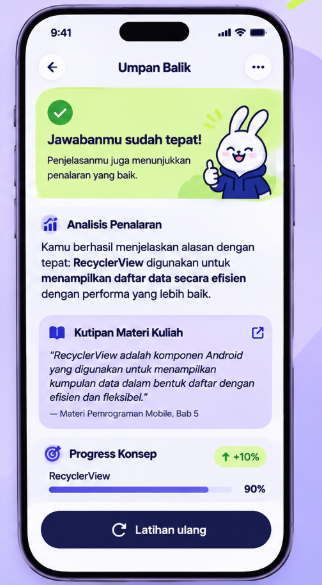 9:41
Umpan Balik
Jawabanmu sudah tepat!
Penjelasanmu juga menunjukkan
penalaran yang baik.
Analisis Penalaran
Kamu berhasil menjelaskan alasan dengan
tepat: RecyclerView digunakan untuk
menampilkan daftar data secara efisien
dengan performa yang lebih baik.
Kutipan Materi Kuliah
"RecyclerView adalah komponen Android
yang digunakan untuk menampilkan
kumpulan data dalam bentuk daftar dengan
efisien dan fleksibel."
— Materi Pemrograman Mobile, Bab 5
Progress Konsep
↑ +10%
RecyclerView
90%
Latihan ulang